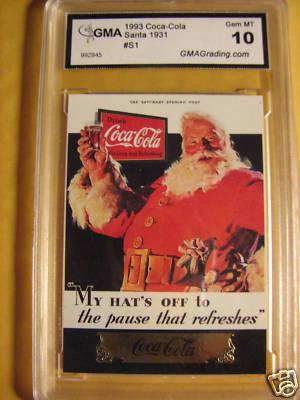 GMA
992945
1993 Coca-Cola
Santa 1931
#S1
Gem MT
10
GMAGrading.com
THE SATURDAY EVENING POST
Drink
Coca-Cola
Delicious and Refreshing
"MY HAT'S OFF to
the pause that refreshes"
Coca-Cola